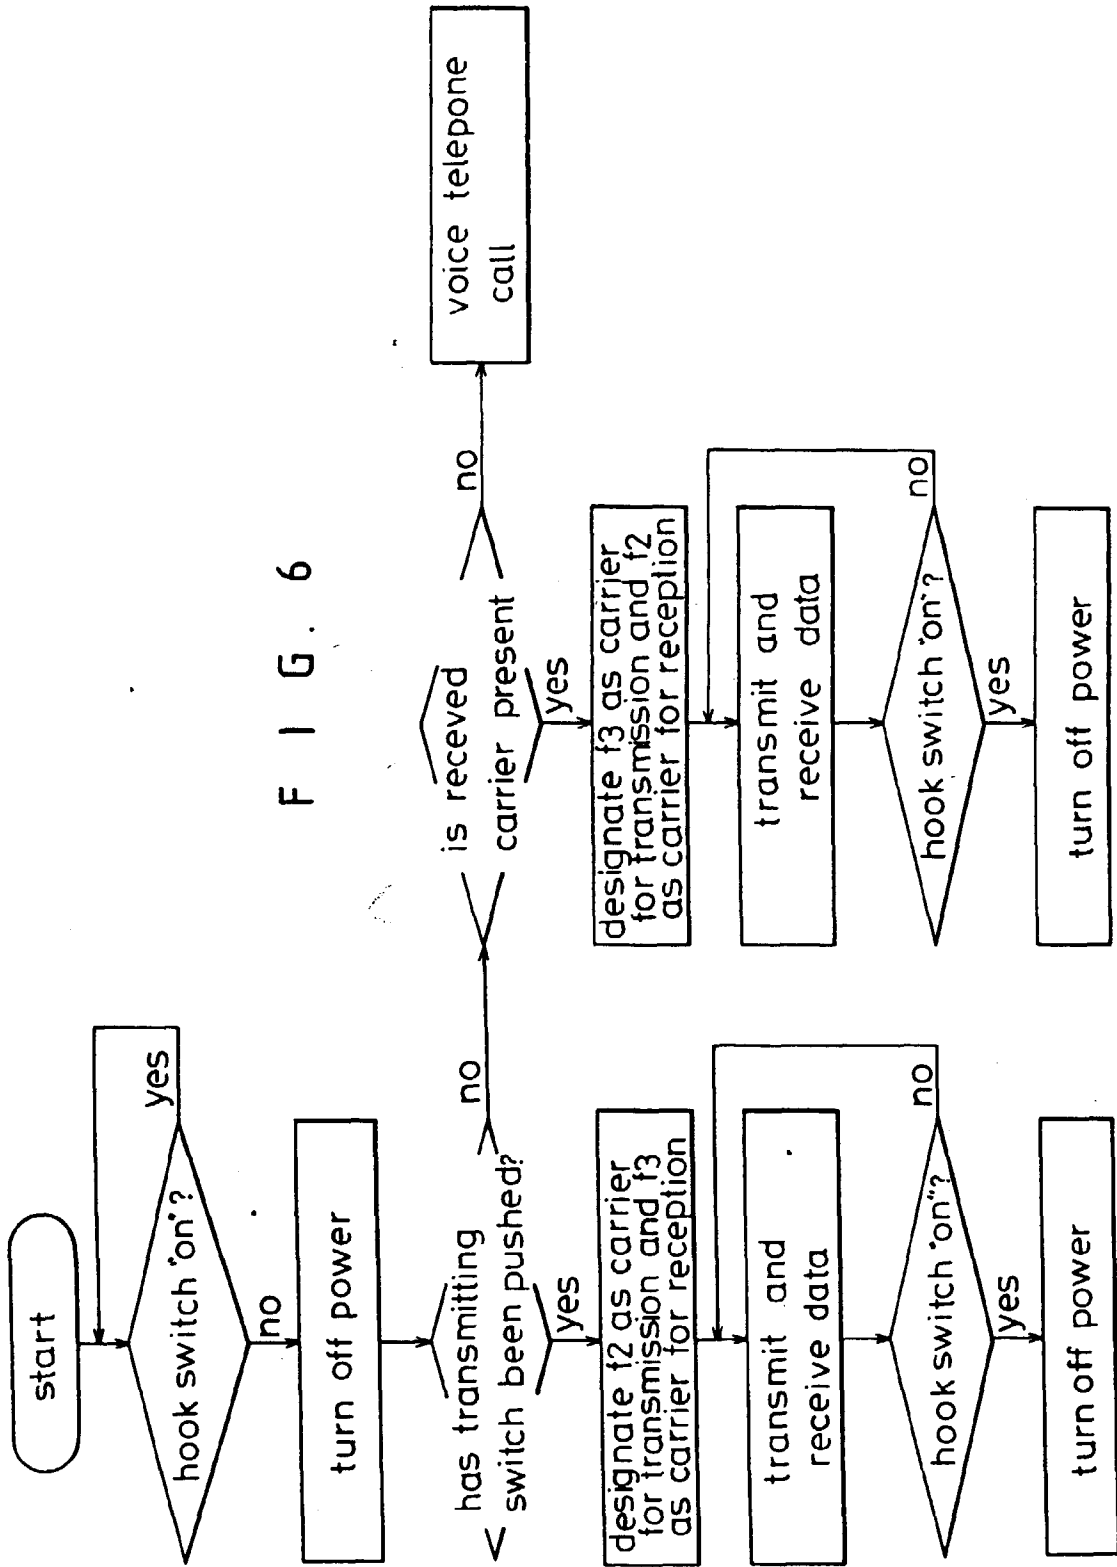 F I G. 6
start
hook switch "on"?
yes
no
turn off power
has transmitting
switch been pushed?
no
yes
designate f2 as carrier
for transmission and f3
as carrier for reception
transmit and
receive data
hook switch "on"?
no
yes
turn off power
is receved
carrier present
no
yes
designate f3 as carrier
for transmission and f2
as carrier for reception
transmit and
receive data
hook switch "on"?
no
yes
turn off power
voice telepone
call